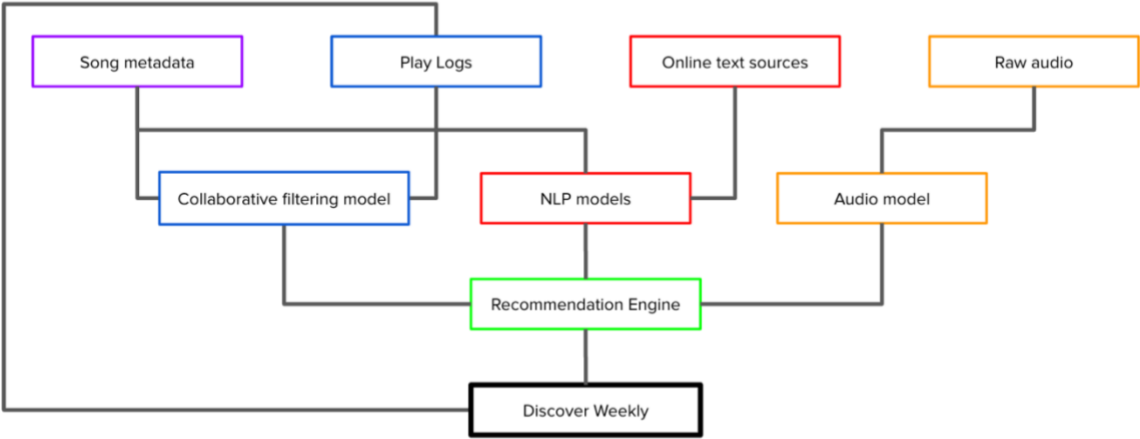 Song metadata
Play Logs
Online text sources
Raw audio
Collaborative filtering model
NLP models
Audio model
Recommendation Engine
Discover Weekly